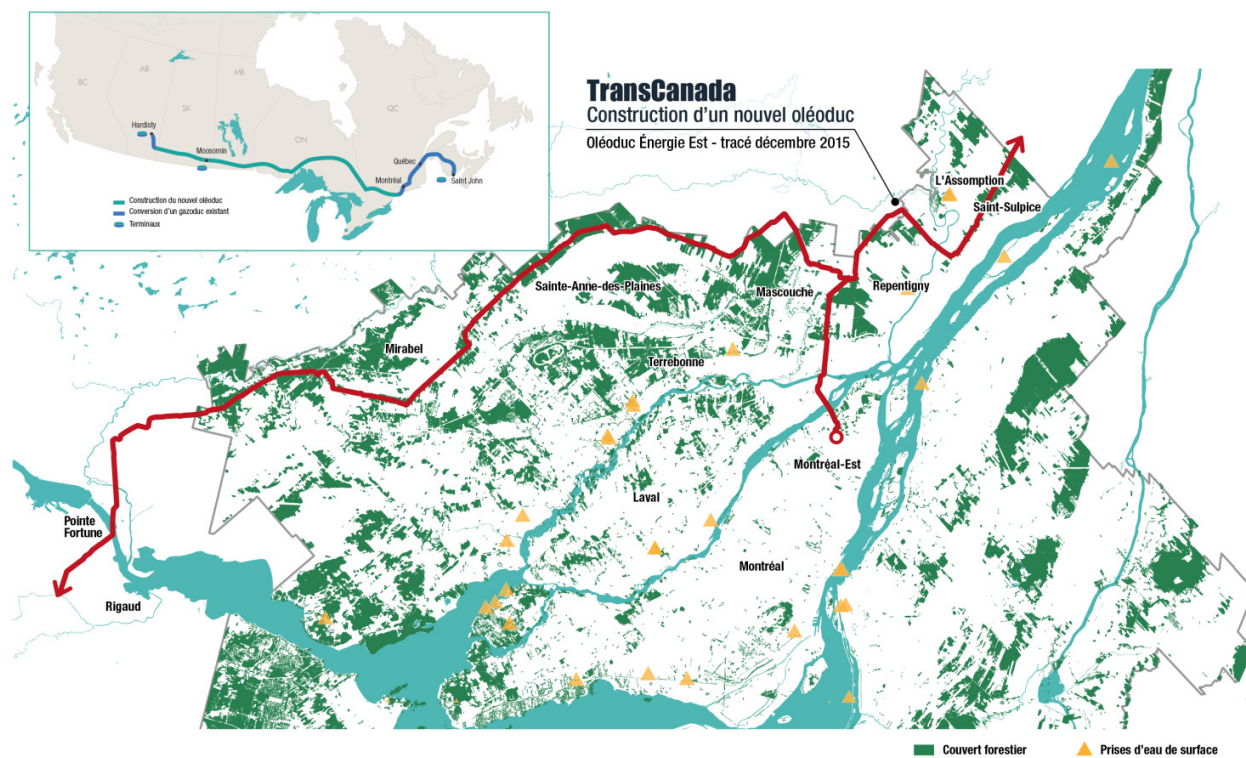 BC
AB
SK
MB
ON
QC
Hardisty
Moosomin
Québec
Montréal
Saint John
Construction du nouvel oléoduc
Conversion d'un gazoduc existant
Terminaux
TransCanada
Construction d'un nouvel oléoduc
Oléoduc Énergie Est - tracé décembre 2015
L'Assomption
Saint-Sulpice
Sainte-Anne-des-Plaines
Mascouche
Repentigny
Mirabel
Terrebonne
Montréal-Est
Laval
Pointe
Fortune
Montréal
Rigaud
Couvert forestier
Prises d'eau de surface